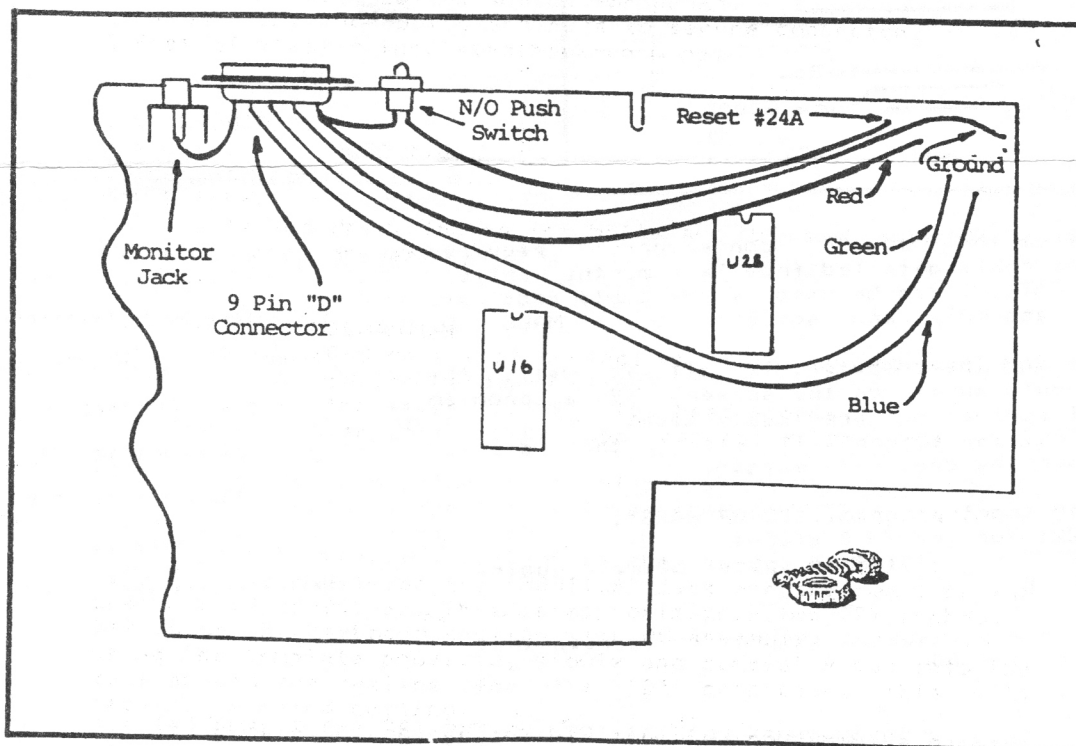 N/O Push
Switch
Reset #24A
Ground
Red
Green
Monitor
Jack
9 Pin "D"
Connector
U28
U16
Blue